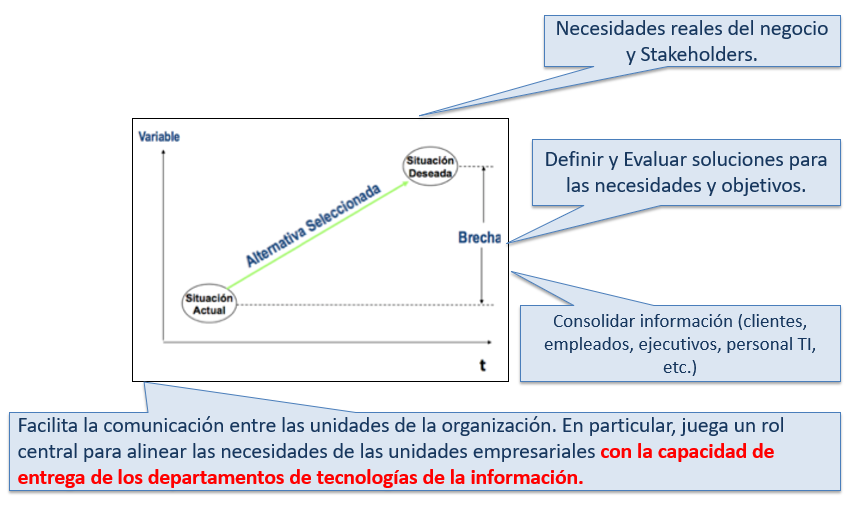 Necesidades reales del negocio
y Stakeholders.
Variable
Situación
Deseada
Definir y Evaluar soluciones para
las necesidades y objetivos.
Alternativa Seleccionada
Brecha
Situación
Actual
Consolidar información (clientes,
empleados, ejecutivos, personal TI,
etc.)
t
Facilita la comunicación entre las unidades de la organización. En particular, juega un rol
central para alinear las necesidades de las unidades empresariales con la capacidad de
entrega de los departamentos de tecnologías de la información.